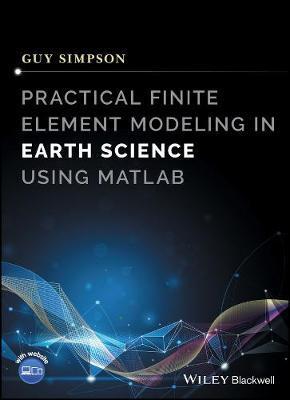 GUY SIMPSON
PRACTICAL FINITE
ELEMENT MODELING IN
EARTH SCIENCE
USING MATLAB
with website
WILEY Blackwell